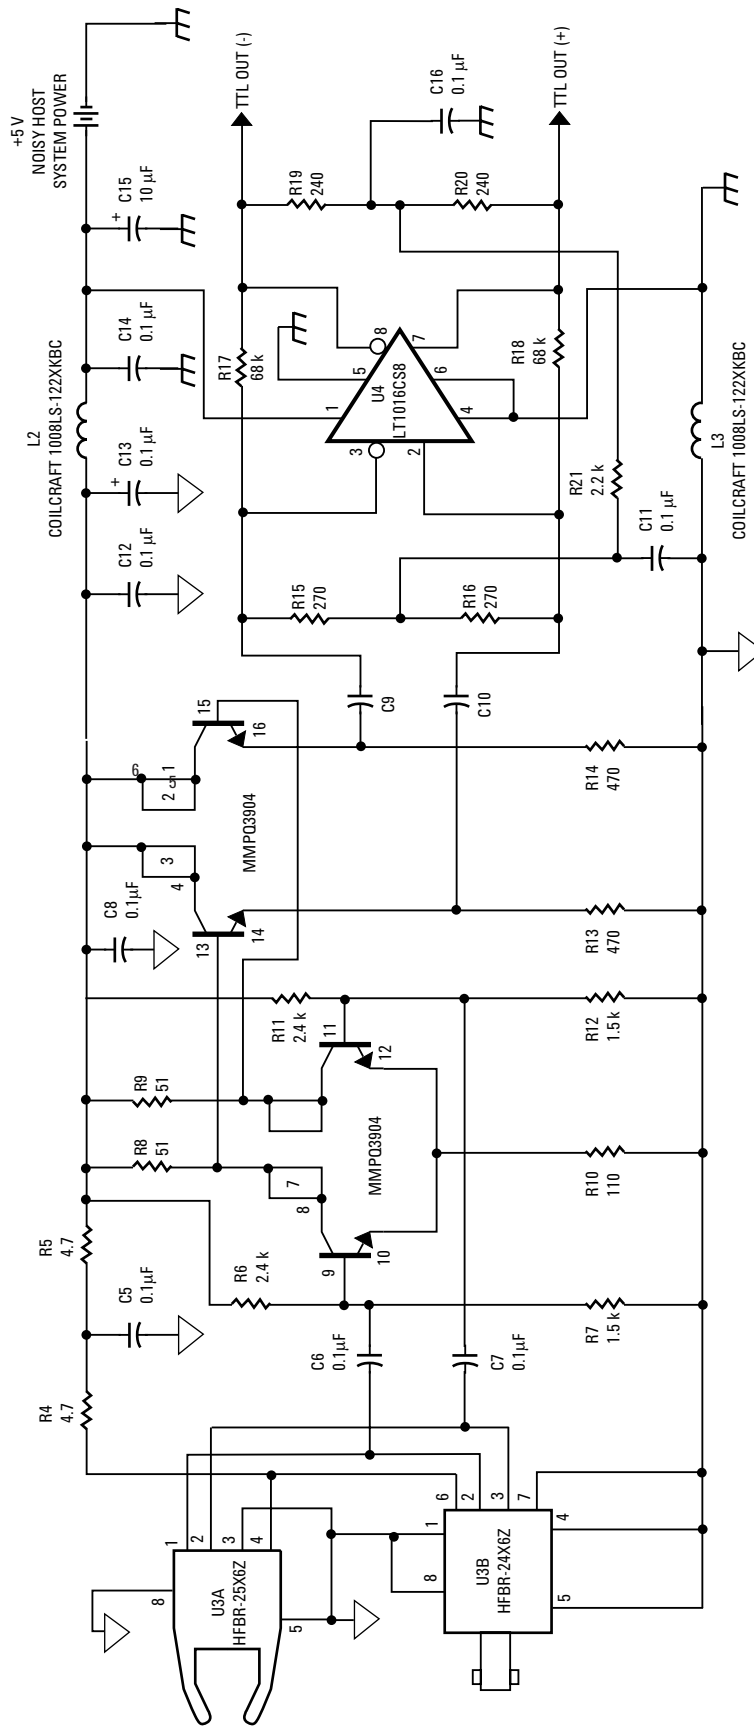 +5 V
NOISY HOST
SYSTEM POWER
L2
COILCRAFT 1008LS-122XKBC
C15
10 µF
+
C14
0.1 µF
C13
0.1 µF
+
C12
0.1 µF
C8
0.1µF
R9
51
R8
51
R5
4.7
C5
0.1µF
R4
4.7
TTL OUT (-)
TTL OUT (+)
C16
0.1 µF
R19
240
R20
240
R17
68 k
R18
68 k
U4
LT1016CS8
1
2
3
4
5
6
7
8
R15
270
R16
270
R21
2.2 k
C11
0.1 µF
L3
COILCRAFT 1008LS-122XKBC
C9
C10
15
16
6
1
5
2
MMPQ3904
3
4
13
14
R14
470
R13
470
R11
2.4 k
R12
1.5 k
11
12
MMPQ3904
7
8
9
10
R10
110
R6
2.4 k
R7
1.5 k
C6
0.1µF
C7
0.1µF
U3A
HFBR-25X6Z
1
2
3
4
5
8
U3B
HFBR-24X6Z
6
2
3
7
1
8
4
5